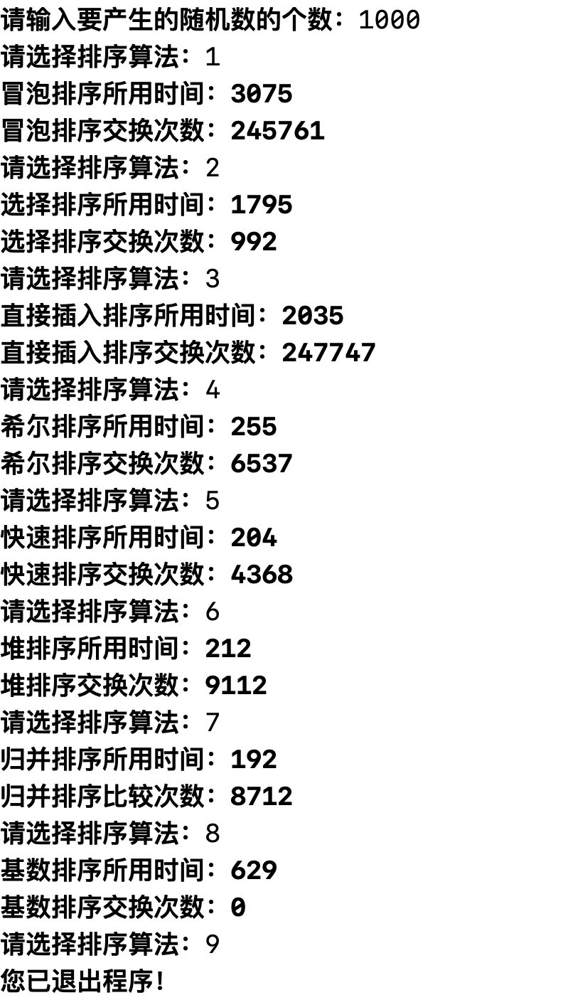 请输入要产生的随机数的个数：1000
请选择排序算法：1
冒泡排序所用时间：3075
冒泡排序交换次数：245761
请选择排序算法：2
选择排序所用时间：1795
选择排序交换次数：992
请选择排序算法：3
直接插入排序所用时间：2035
直接插入排序交换次数：247747
请选择排序算法：4
希尔排序所用时间：255
希尔排序交换次数：6537
请选择排序算法：5
快速排序所用时间：204
快速排序交换次数：4368
请选择排序算法：6
堆排序所用时间：212
堆排序交换次数：9112
请选择排序算法：7
归并排序所用时间：192
归并排序比较次数：8712
请选择排序算法：8
基数排序所用时间：629
基数排序交换次数：0
请选择排序算法：9
您已退出程序！